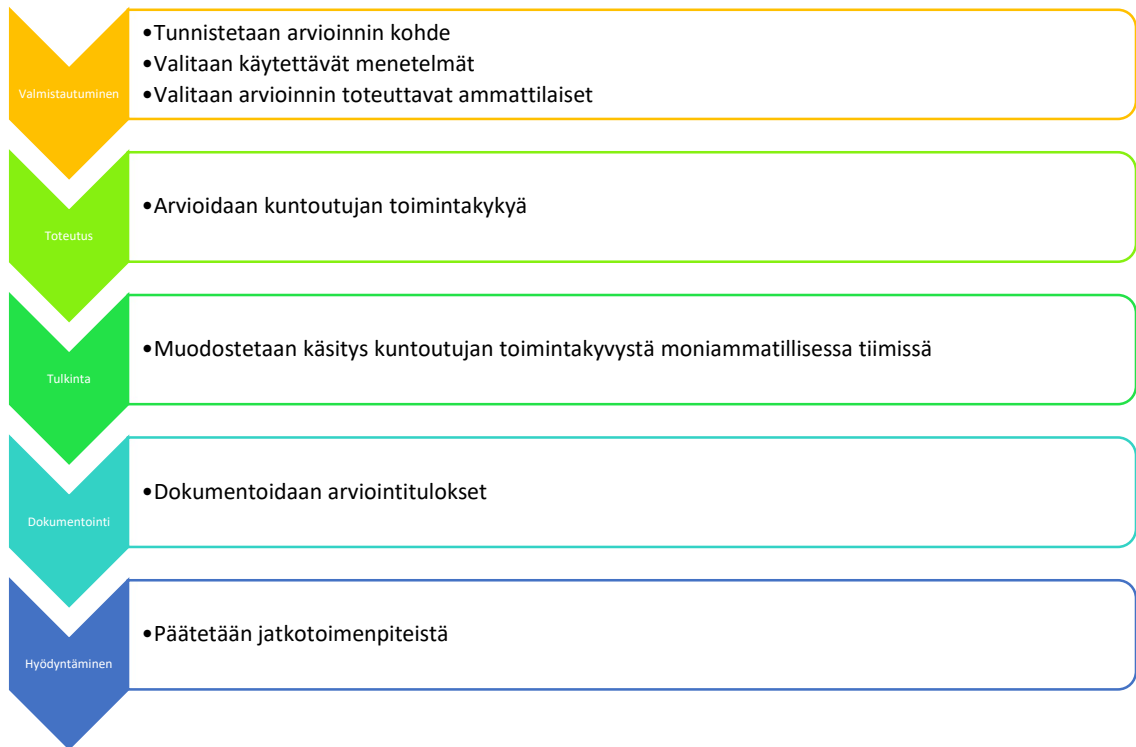 Valmistautuminen
•Tunnistetaan arvioinnin kohde
•Valitaan käytettävät menetelmät
•Valitaan arvioinnin toteuttavat ammattilaiset
Toteutus
•Arvioidaan kuntoutujan toimintakykyä
Tulkinta
•Muodostetaan käsitys kuntoutujan toimintakyvystä moniammatillisessa tiimissä
Dokumentointi
•Dokumentoidaan arviointitulokset
Hyödyntäminen
•Päätetään jatkotoimenpiteistä